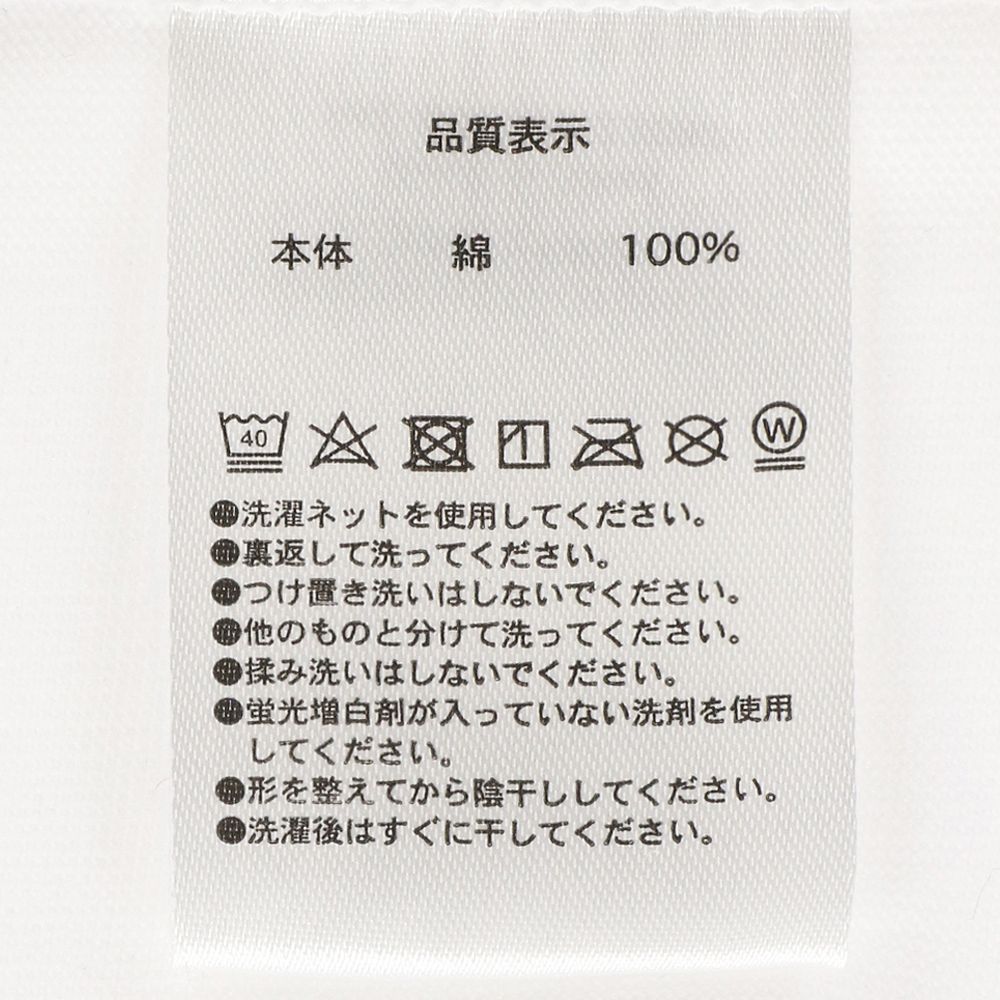 品質表示
本体 綿 100%
40 W
●洗濯ネットを使用してください。
●裏返して洗ってください。
●つけ置き洗いはしないでください。
●他のものと分けて洗ってください。
●揉み洗いはしないでください。
●蛍光増白剤が入っていない洗剤を使用
してください。
●形を整えてから陰干ししてください。
●洗濯後はすぐに干してください。